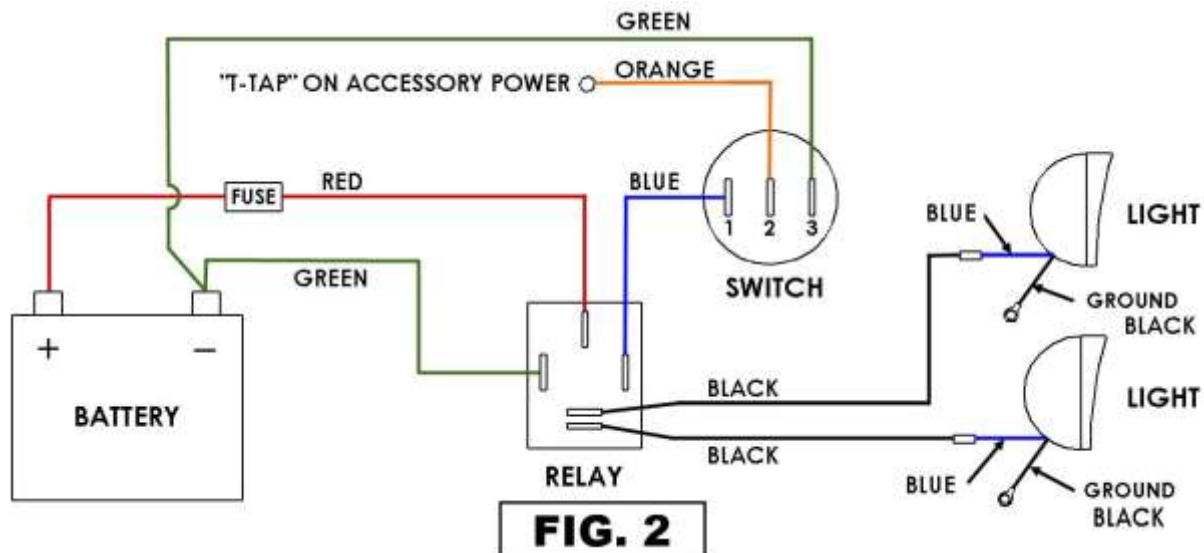 GREEN
"T-TAP" ON ACCESSORY POWER
ORANGE
FUSE
RED
BLUE
1 2 3
SWITCH
BLUE
LIGHT
GROUND
BLACK
GREEN
+ −
BATTERY
RELAY
BLACK
BLACK
LIGHT
BLUE
GROUND
BLACK
FIG. 2